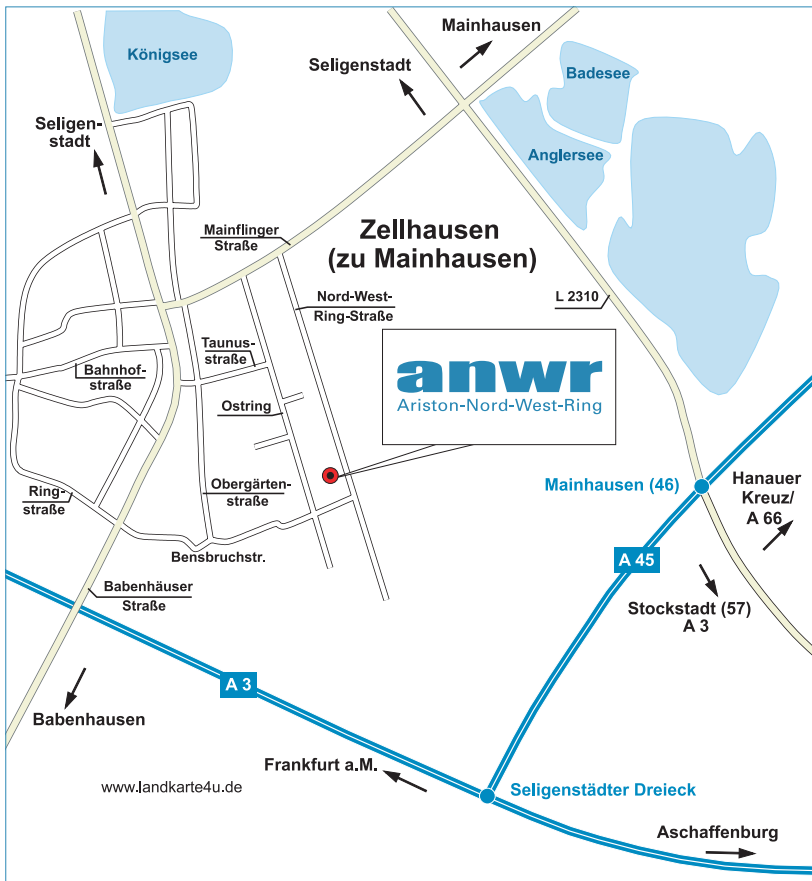 Mainhausen
Königsee
Seligenstadt
Badesee
Seligen-
stadt
Anglersee
Mainflinger
Straße
Zellhausen
(zu Mainhausen)
Nord-West-
Ring-Straße
L 2310
Taunus-
straße
Bahnhof-
straße
anwr
Ariston-Nord-West-Ring
Ostring
Obergärten-
straße
Ring-
straße
Mainhausen (46)
Hanauer
Kreuz/
A 66
Bensbruchstr.
A 45
Babenhäuser
Straße
Stockstadt (57)
A 3
A 3
Babenhausen
Frankfurt a.M.
www.landkarte4u.de
Seligenstädter Dreieck
Aschaffenburg